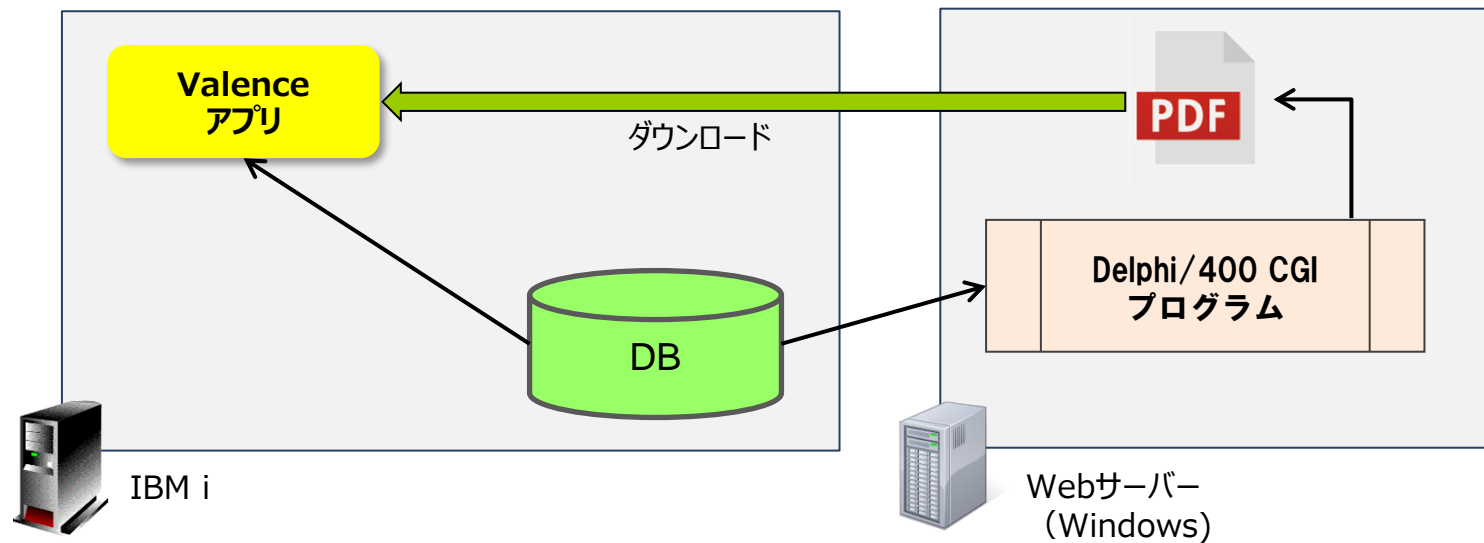 Valence
アプリ
ダウンロード
PDF
Delphi/400 CGI
プログラム
DB
IBM i
Webサーバー
（Windows)